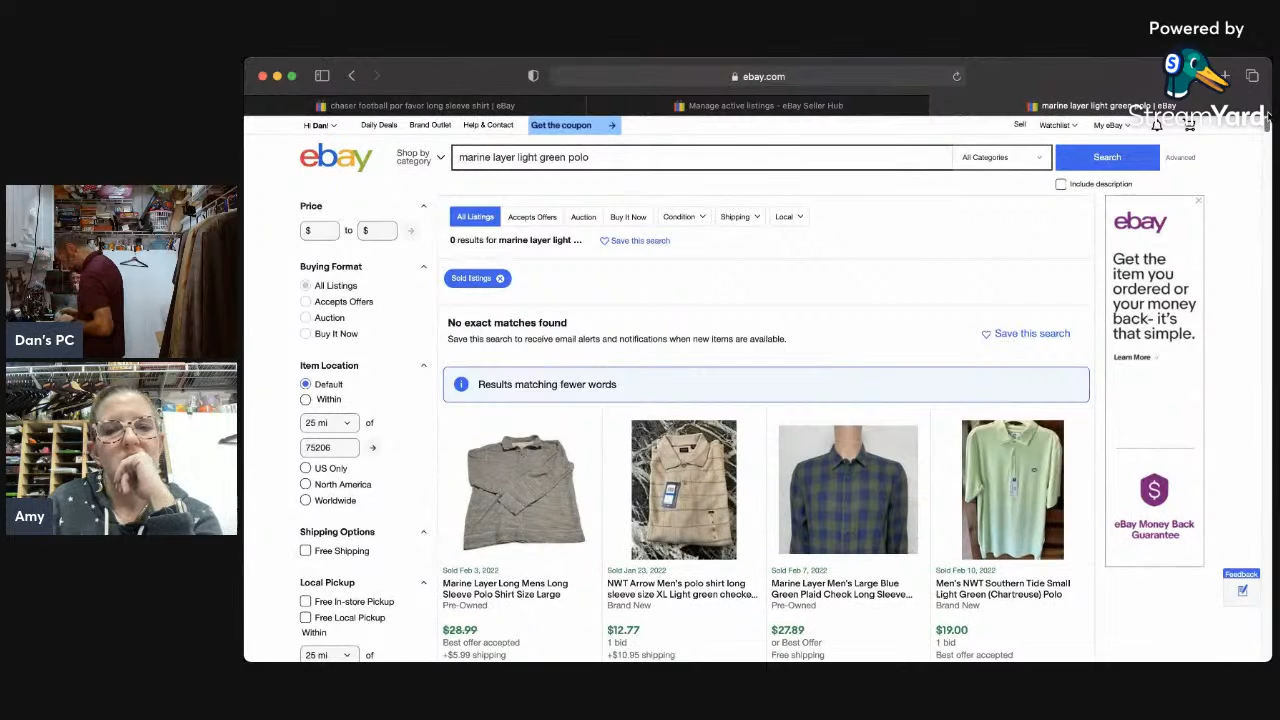 Powered by
StreamYard
ebay.com
chaser football por favor long sleeve shirt | eBay
Manage active listings - eBay Seller Hub
marine layer light green polo | eBay
Hi Dan!
Daily Deals
Brand Outlet
Help & Contact
Get the coupon
Sell
Watchlist
My eBay
ebay
Shop by
category
marine layer light green polo
All Categories
Search
Advanced
Include description
Price
$ to $
Buying Format
All Listings
Accepts Offers
Auction
Buy It Now
Item Location
Default
Within
25 mi of
75206
US Only
North America
Worldwide
Shipping Options
Free Shipping
Local Pickup
Free In-store Pickup
Free Local Pickup
Within
25 mi of
All Listings
Accepts Offers
Auction
Buy It Now
Condition
Shipping
Local
0 results for marine layer light ...
Save this search
Sold listings
No exact matches found
Save this search to receive email alerts and notifications when new items are available.
Save this search
Results matching fewer words
Sold Feb 3, 2022
Marine Layer Long Mens Long
Sleeve Polo Shirt Size Large
Pre-Owned
$28.99
Best offer accepted
+$5.99 shipping
Sold Jan 23, 2022
NWT Arrow Men's polo shirt long
sleeve size XL Light green checke...
Brand New
$12.77
1 bid
+$10.95 shipping
Sold Feb 7, 2022
Marine Layer Men's Large Blue
Green Plaid Check Long Sleeve...
Pre-Owned
$27.89
or Best Offer
Free shipping
Sold Feb 10, 2022
Men's NWT Southern Tide Small
Light Green (Chartreuse) Polo
Brand New
$19.00
1 bid
Best offer accepted
ebay
Get the
item you
ordered or
your money
back- it's
that simple.
Learn More
eBay Money Back
Guarantee
Feedback
Dan's PC
Amy